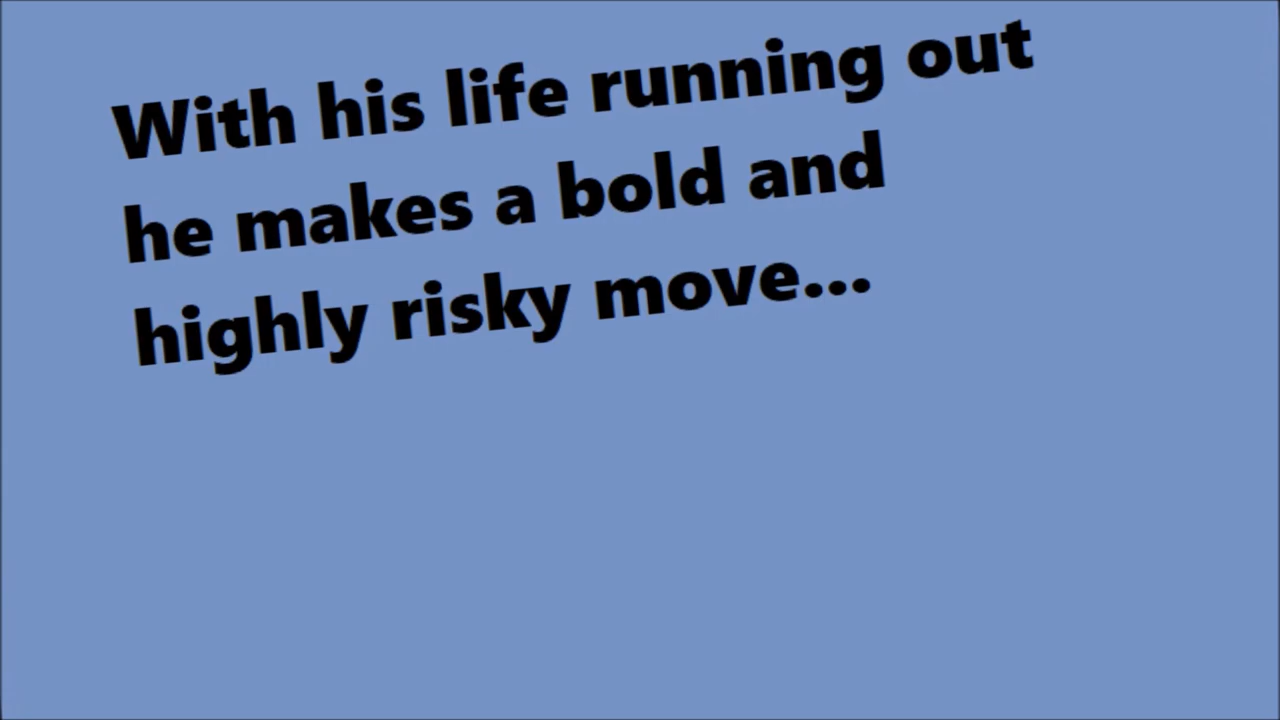 With his life running out
he makes a bold and
highly risky move...